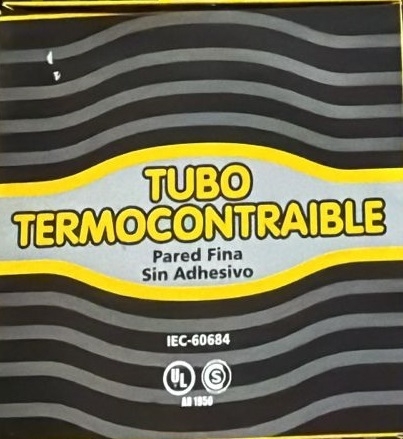 TUBO
TERMOCONTRAIBLE
Pared Fina
Sin Adhesivo
IEC-60684
UL S